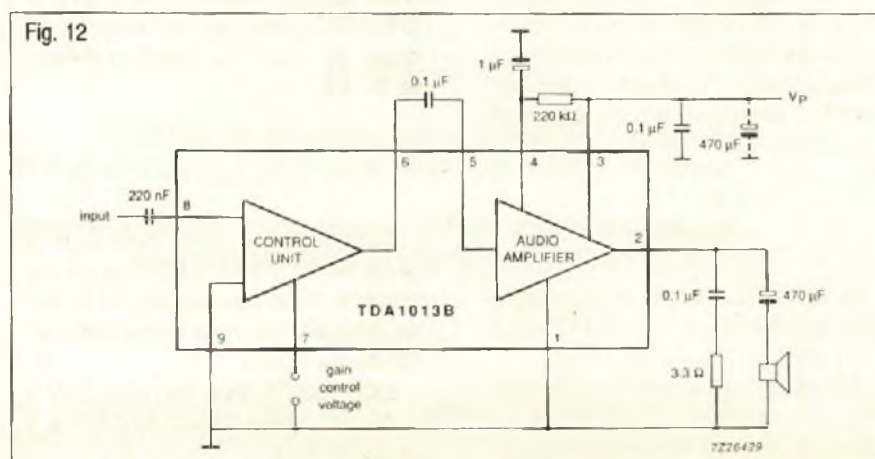 Fig. 12
1 µF
0.1 µF
220 kΩ
VP
0.1 µF
470 µF
6
5
4
3
220 nF
8
input
CONTROL
UNIT
AUDIO
AMPLIFIER
2
TDA1013B
0.1 µF
470 µF
9
7
1
gain
control
voltage
3.3 Ω
7Z26429